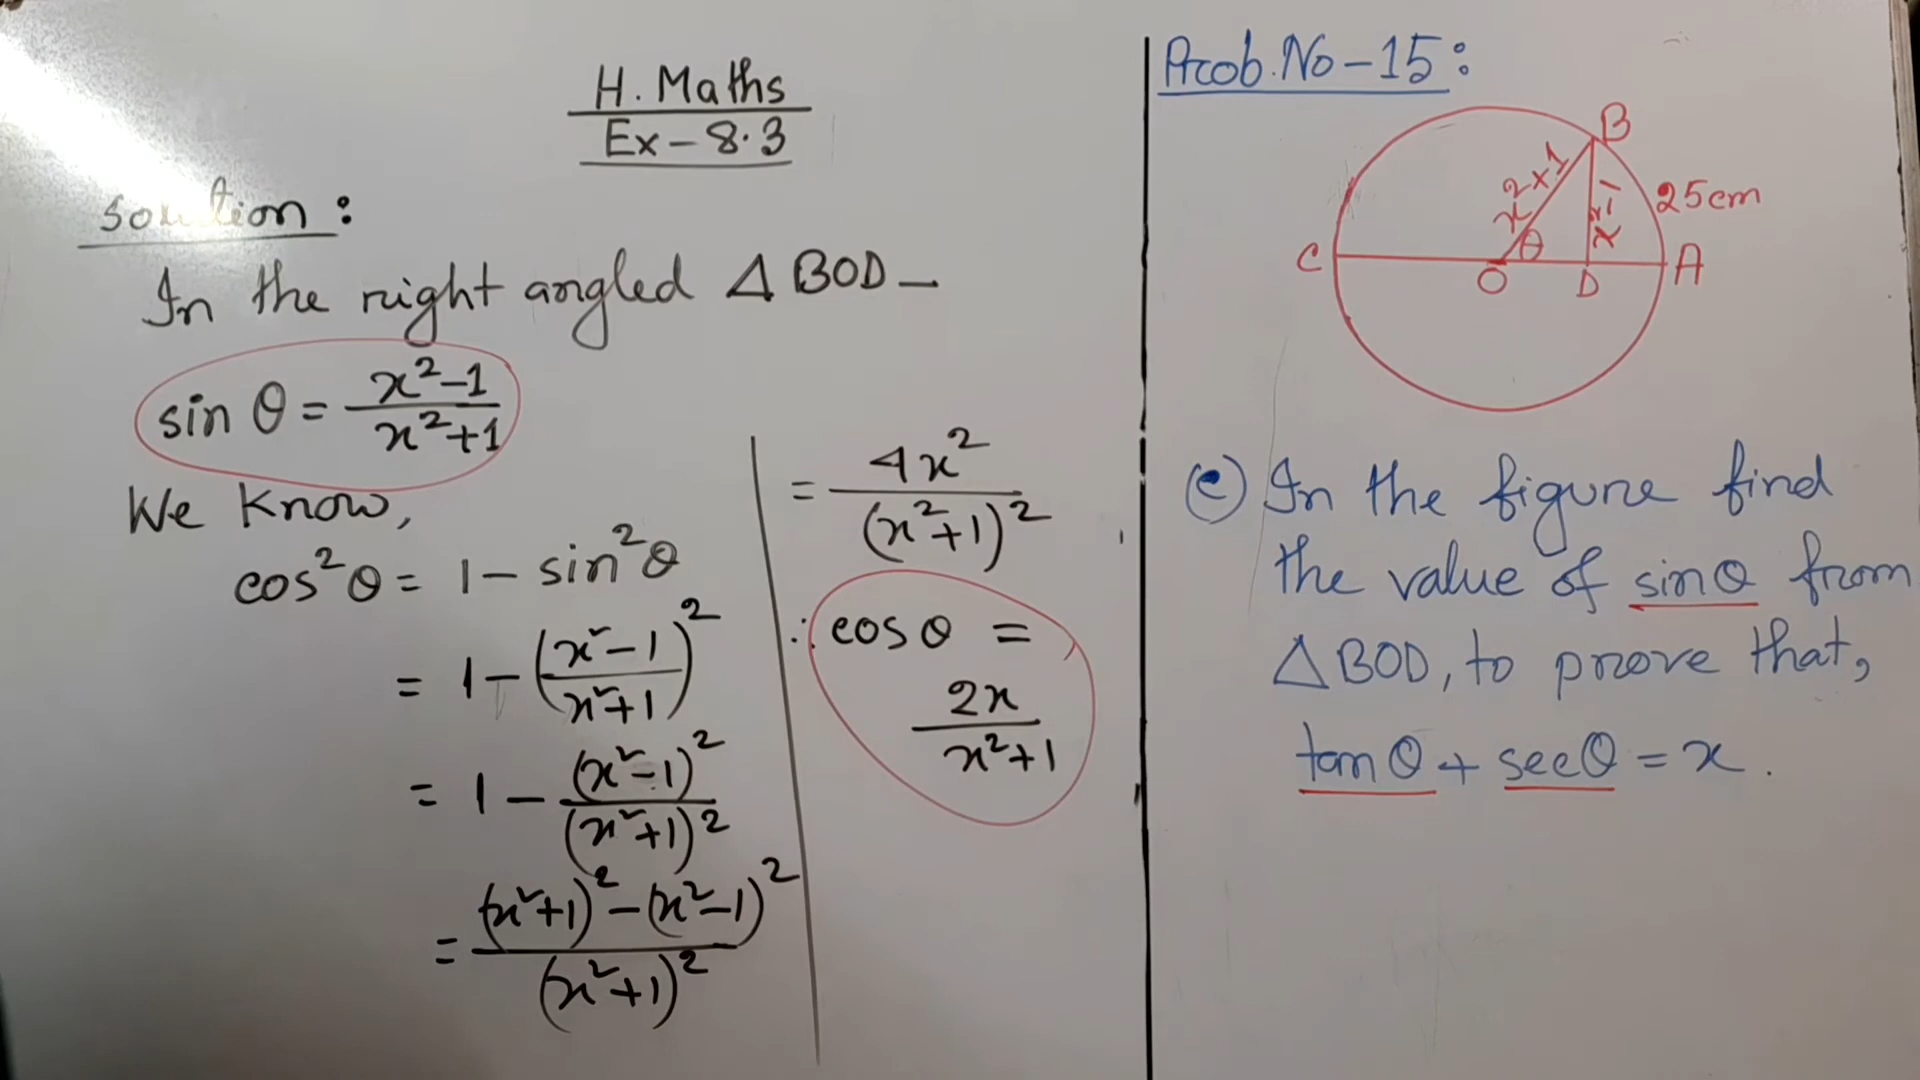 H. Maths
Ex - 8.3
Solution :
In the right angled Δ BOD -
sin θ = x²-1 / x²+1
We know,
cos²θ = 1 - sin²θ
= 1 - (x²-1 / x²+1)²
= 1 - (x²-1)² / (x²+1)²
= (x²+1)² - (x²-1)² / (x²+1)²
= 4x² / (x²+1)²
∴ cos θ =
2x / x²+1
Prob. No - 15 :
B
25cm
x²-1
θ
C
O
D
A
(c) In the figure find
the value of sinθ from
ΔBOD, to prove that,
tanθ + secθ = x .